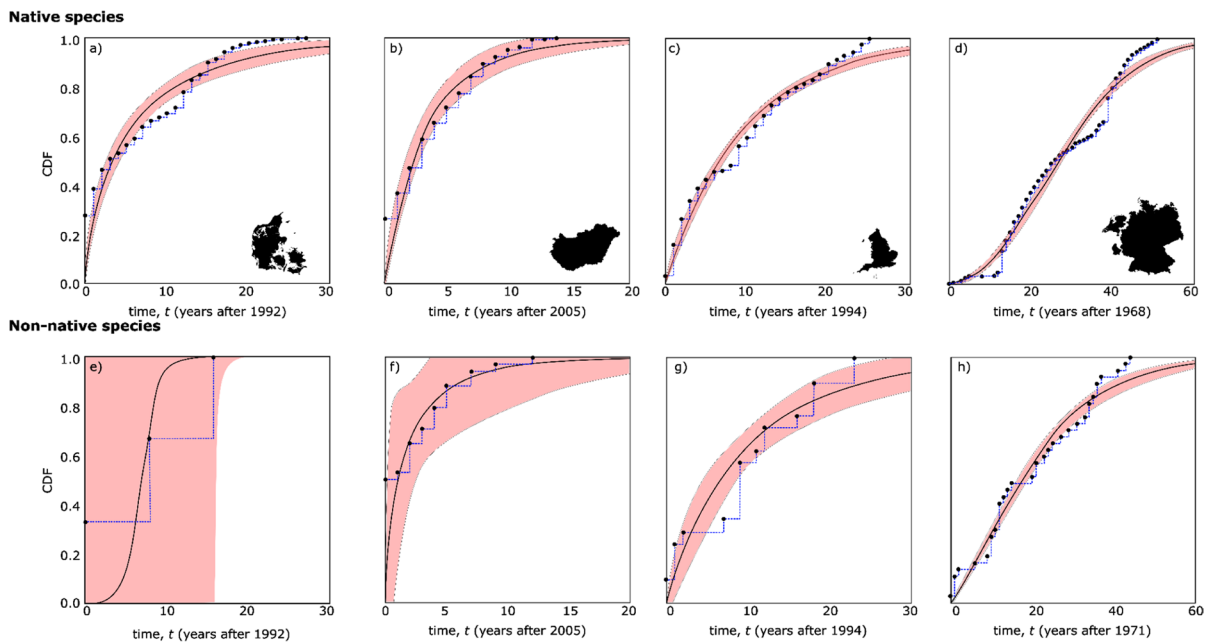 Native species
a)
b)
c)
d)
CDF
1.0
0.8
0.6
0.4
0.2
0.0
0 10 20 30
0 5 10 15 20
0 10 20 30
0 20 40 60
time, t (years after 1992)
time, t (years after 2005)
time, t (years after 1994)
time, t (years after 1968)
Non-native species
e)
f)
g)
h)
CDF
1.0
0.8
0.6
0.4
0.2
0.0
0 10 20 30
0 5 10 15 20
0 10 20 30
0 20 40 60
time, t (years after 1992)
time, t (years after 2005)
time, t (years after 1994)
time, t (years after 1971)